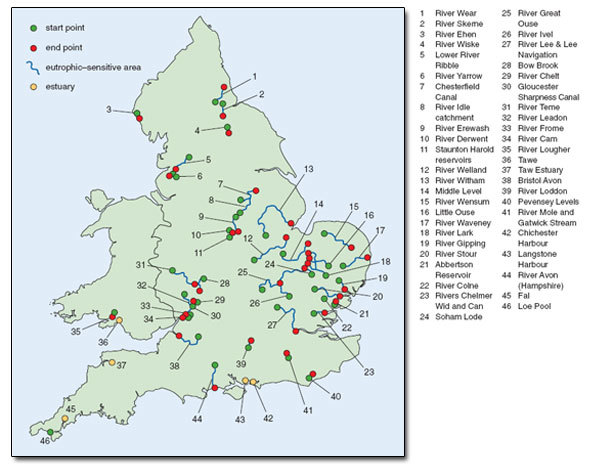 start point
end point
eutrophic–sensitive area
estuary
1
2
3
4
5
6
7
8
9
10
11
12
13
14
15
16
17
18
19
20
21
22
23
24
25
26
27
28
29
30
31
32
33
34
35
36
37
38
39
40
41
42
43
44
45
46
1 River Wear
2 River Skerne
3 River Ehen
4 River Wiske
5 Lower River
Ribble
6 River Yarrow
7 Chesterfield
Canal
8 River Idle
catchment
9 River Erewash
10 River Derwent
11 Staunton Harold
reservoirs
12 River Welland
13 River Witham
14 Middle Level
15 River Wensum
16 Little Ouse
17 River Waveney
18 River Lark
19 River Gipping
20 River Stour
21 Abbertson
Reservoir
22 River Colne
23 Rivers Chelmer
Wid and Can
24 Soham Lode
25 River Great
Ouse
26 River Ivel
27 River Lee & Lee
Navigation
28 Bow Brook
29 River Chelt
30 Gloucester
Sharpness Canal
31 River Teme
32 River Leadon
33 River Frome
34 River Cam
35 River Lougher
36 Tawe
37 Taw Estuary
38 Bristol Avon
39 River Loddon
40 Pevensey Levels
41 River Mole and
Gatwick Stream
42 Chichester
Harbour
43 Langstone
Harbour
44 River Avon
(Hampshire)
45 Fal
46 Loe Pool